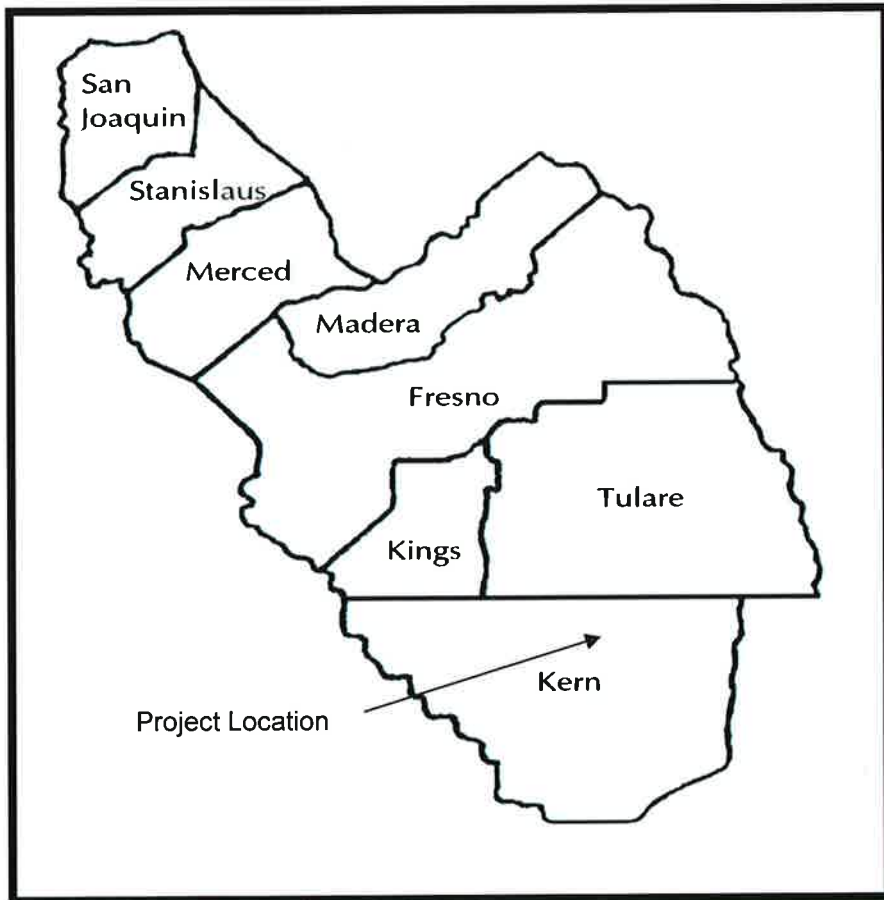 San
Joaquin
Stanislaus
Merced
Madera
Fresno
Tulare
Kings
Kern
Project Location